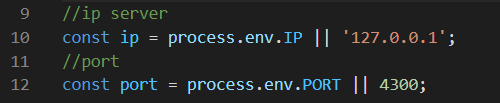 9 //ip server
10 const ip = process.env.IP || '127.0.0.1';
11 //port
12 const port = process.env.PORT || 4300;